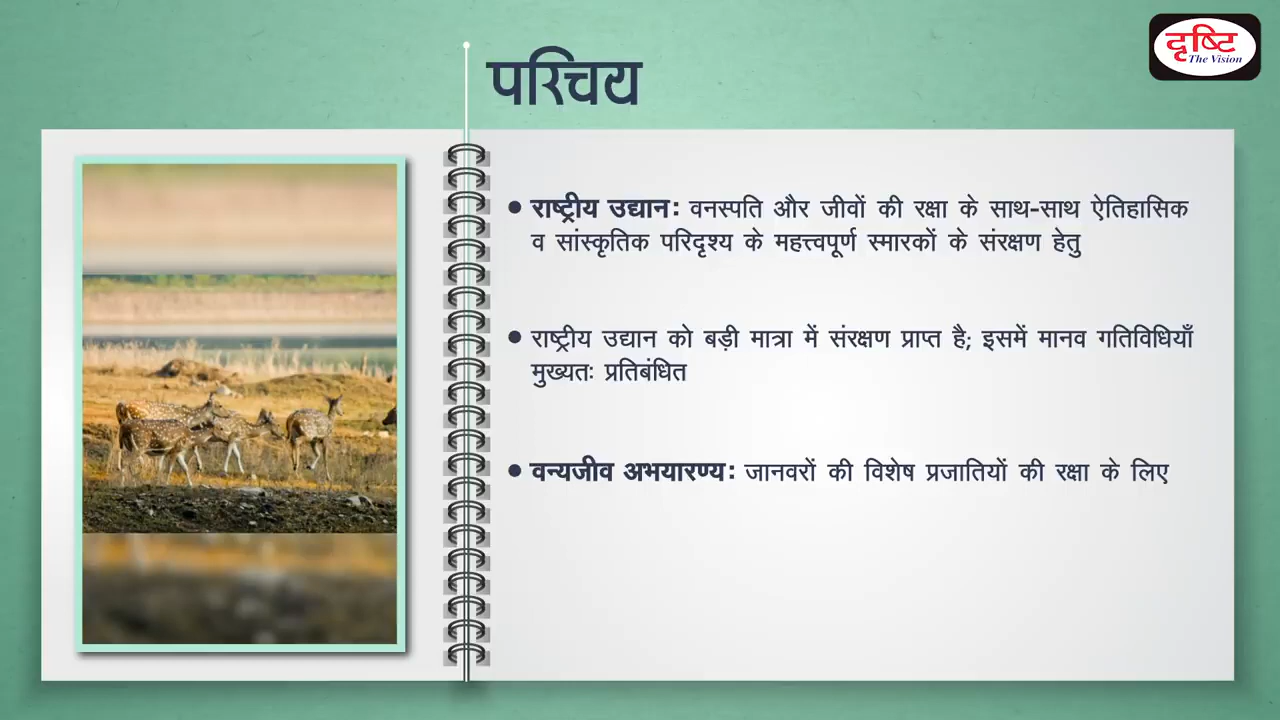 दृष्टि
The Vision
परिचय
• राष्ट्रीय उद्यान: वनस्पति और जीवों की रक्षा के साथ-साथ ऐतिहासिक
व सांस्कृतिक परिदृश्य के महत्त्वपूर्ण स्मारकों के संरक्षण हेतु
• राष्ट्रीय उद्यान को बड़ी मात्रा में संरक्षण प्राप्त है; इसमें मानव गतिविधियाँ
मुख्यतः प्रतिबंधित
• वन्यजीव अभयारण्य: जानवरों की विशेष प्रजातियों की रक्षा के लिए